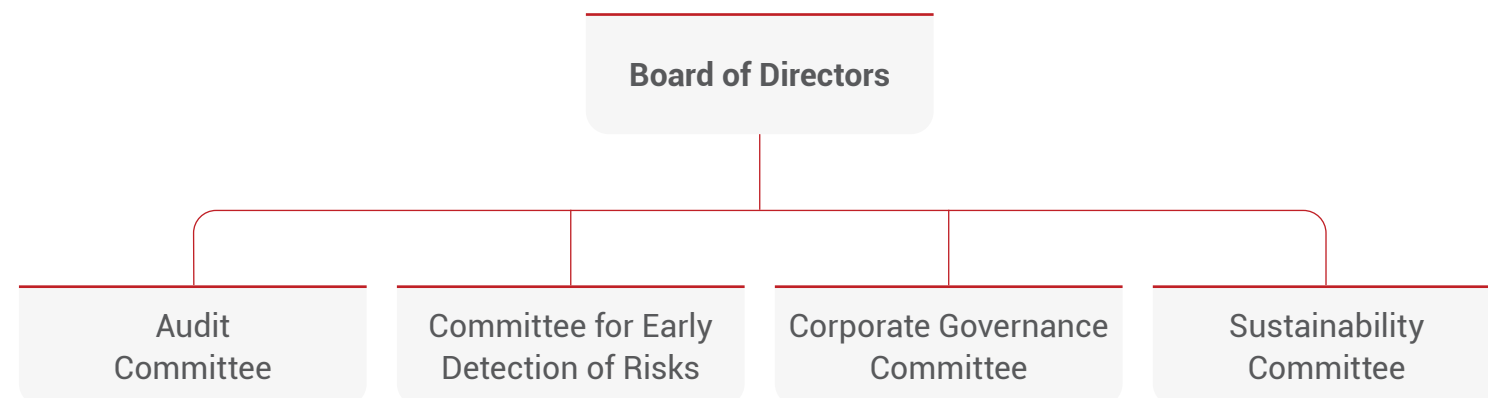 Board of Directors
Audit
Committee
Committee for Early
Detection of Risks
Corporate Governance
Committee
Sustainability
Committee